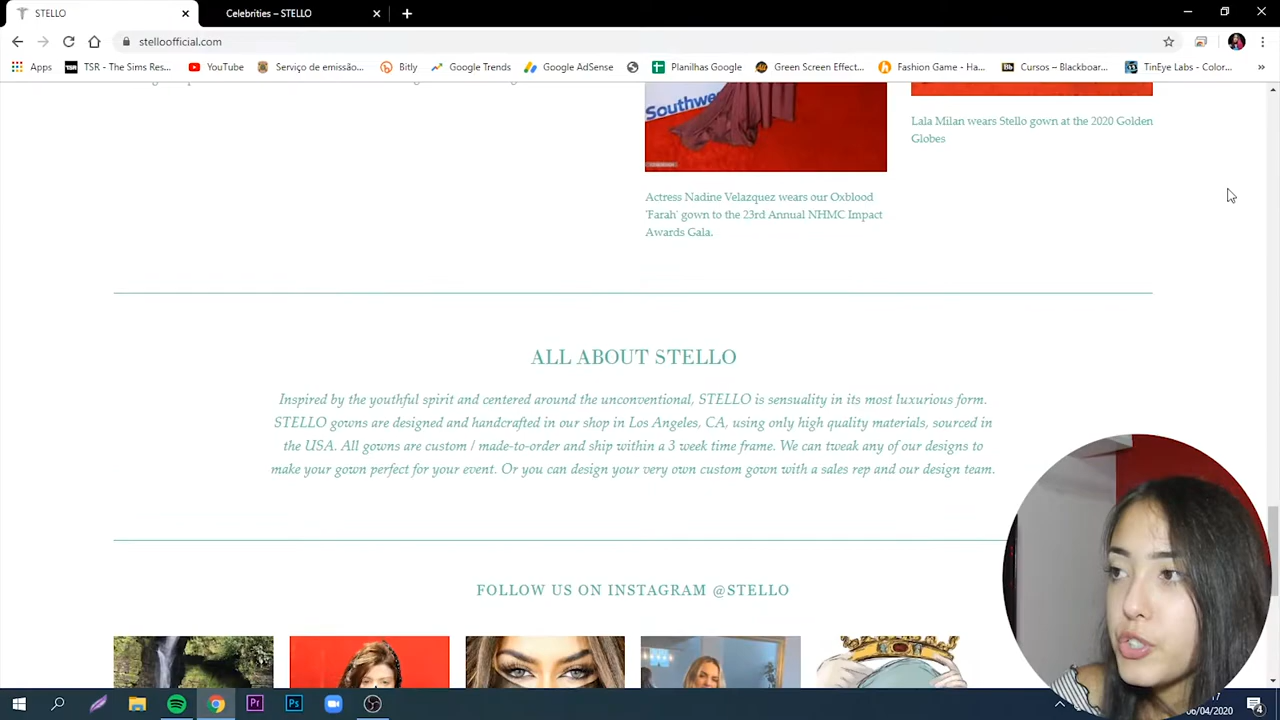 STELLO
Celebrities – STELLO
stelloofficial.com
Apps
TSR - The Sims Res...
YouTube
Serviço de emissão...
Bitly
Google Trends
Google AdSense
Planilhas Google
Green Screen Effect...
Fashion Game - Ha...
Cursos – Blackboar...
TinEye Labs - Color...
»
Southwes
Lala Milan wears Stello gown at the 2020 Golden
Globes
Actress Nadine Velazquez wears our Oxblood
'Farah' gown to the 23rd Annual NHMC Impact
Awards Gala.
ALL ABOUT STELLO
Inspired by the youthful spirit and centered around the unconventional, STELLO is sensuality in its most luxurious form.
STELLO gowns are designed and handcrafted in our shop in Los Angeles, CA, using only high quality materials, sourced in
the USA. All gowns are custom / made-to-order and ship within a 3 week time frame. We can tweak any of our designs to
make your gown perfect for your event. Or you can design your very own custom gown with a sales rep and our design team.
FOLLOW US ON INSTAGRAM @STELLO
06/04/2020